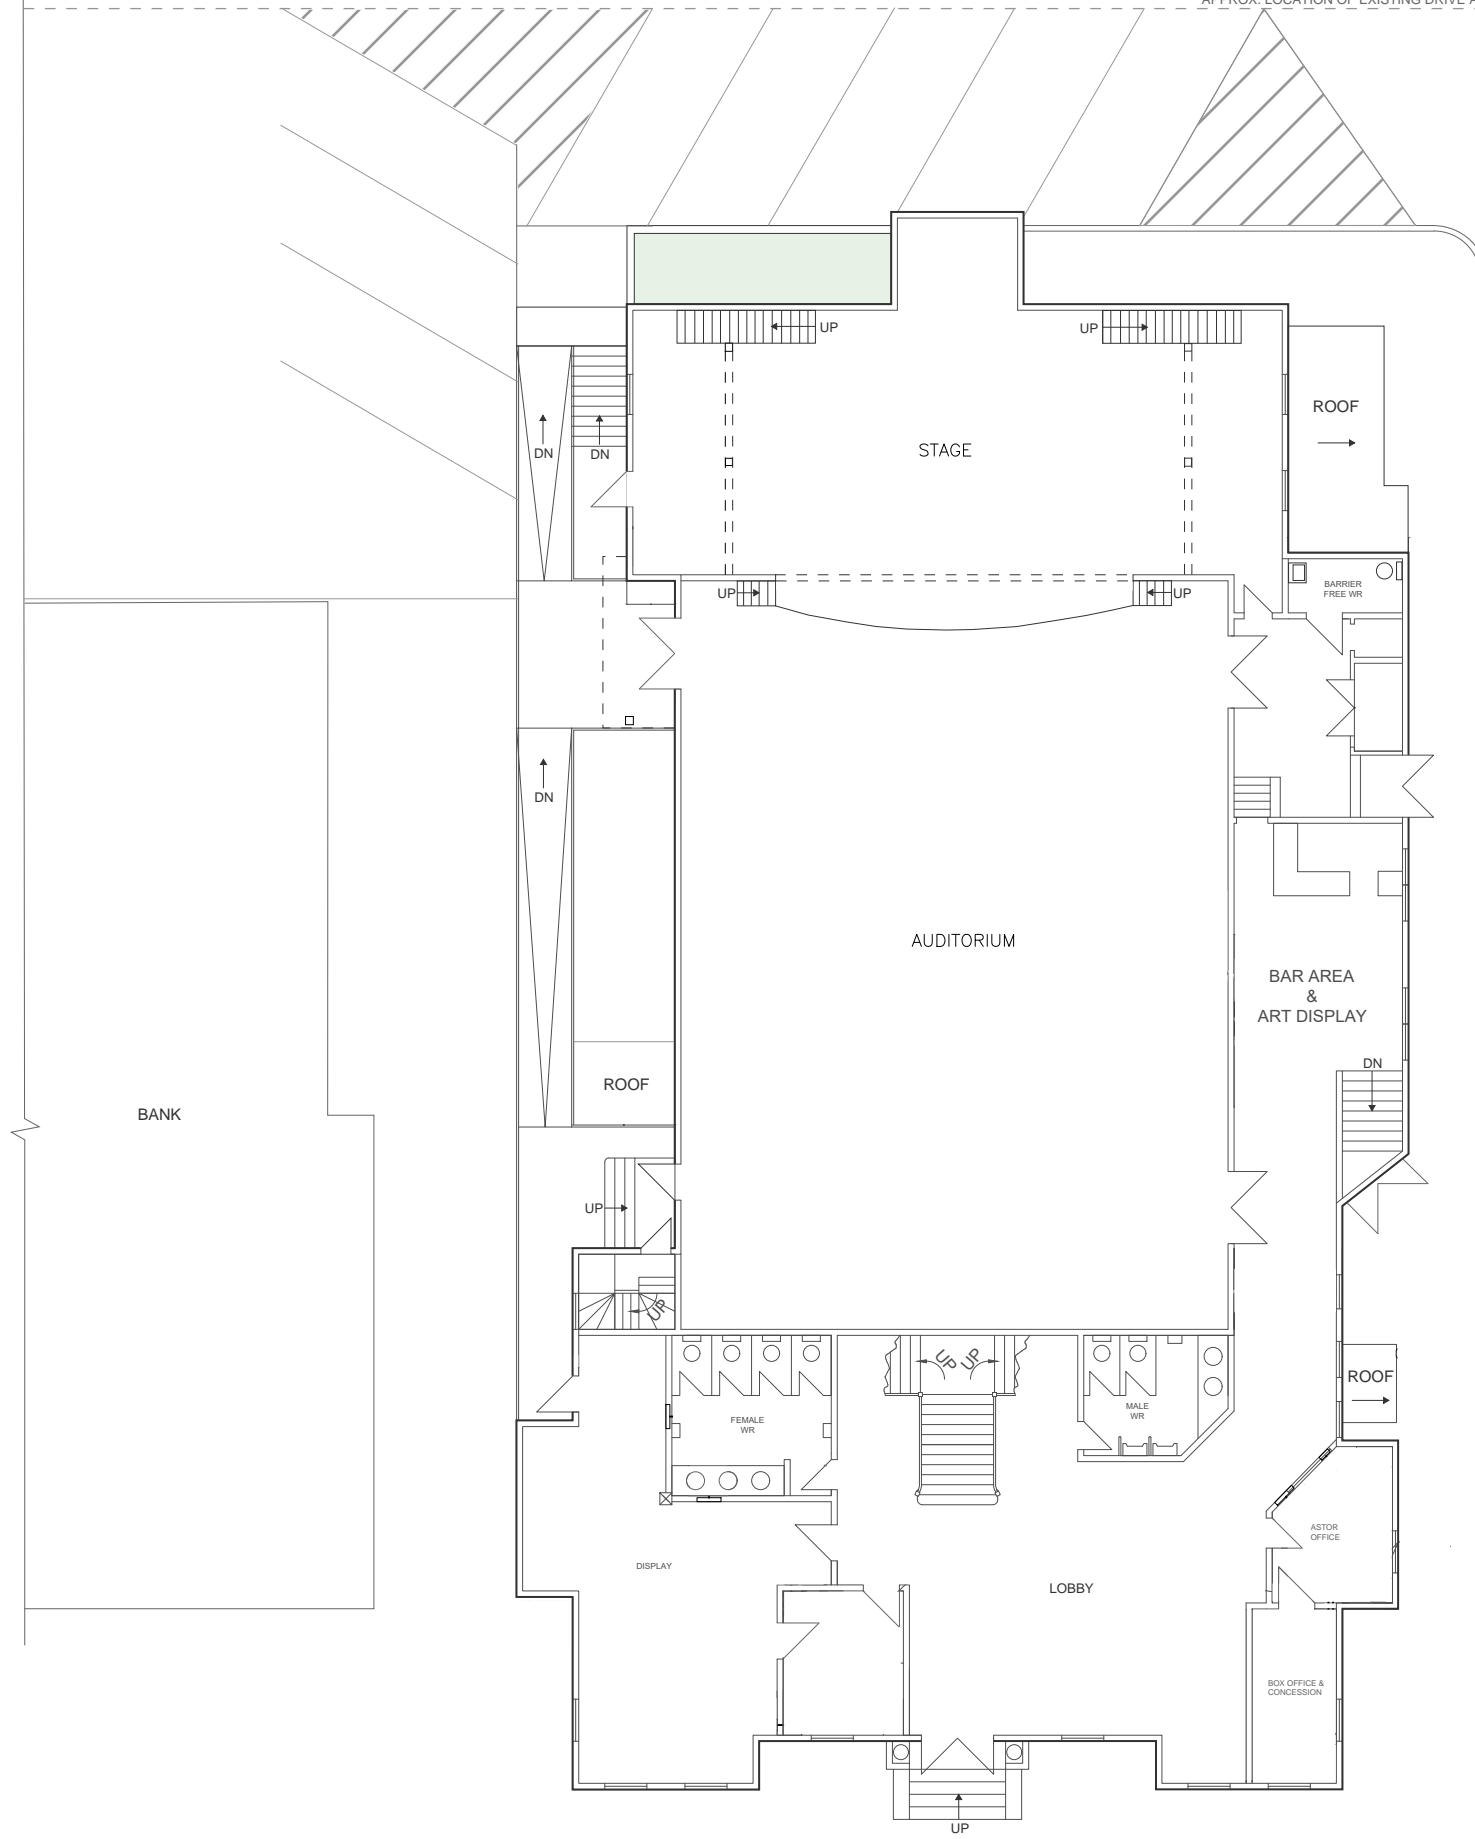 APPROX. LOCATION OF EXISTING DRIVE A
UP
UP
ROOF
STAGE
DN
DN
BARRIER
FREE WR
UP
UP
DN
AUDITORIUM
BAR AREA
&
ART DISPLAY
DN
ROOF
BANK
UP
UP
UP
UP
ROOF
MALE
WR
FEMALE
WR
ASTOR
OFFICE
DISPLAY
LOBBY
BOX OFFICE &
CONCESSION
UP